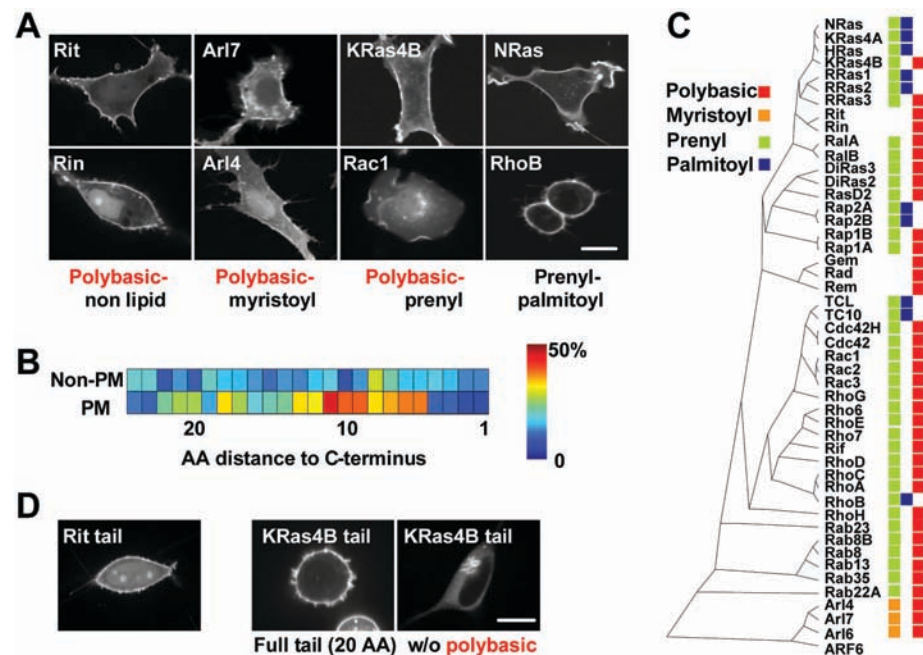 A
Rit
Arl7
KRas4B
NRas
Rin
Arl4
Rac1
RhoB
Polybasic-
non lipid
Polybasic-
myristoyl
Polybasic-
prenyl
Prenyl-
palmitoyl
B
Non-PM
PM
20
10
1
AA distance to C-terminus
50%
0
D
Rit tail
KRas4B tail
KRas4B tail
Full tail (20 AA)
w/o polybasic
C
Polybasic
Myristoyl
Prenyl
Palmitoyl
NRas
KRas4A
HRas
KRas4B
RRas1
RRas2
RRas3
Rit
Rin
RalA
RalB
DiRas3
DiRas2
RasD2
Rap2A
Rap2B
Rap1B
Rap1A
Gem
Rad
Rem
TCL
TC10
Cdc42H
Cdc42
Rac1
Rac2
Rac3
RhoG
Rho6
RhoE
Rho7
Rif
RhoD
RhoC
RhoA
RhoB
RhoH
Rab23
Rab8B
Rab8
Rab13
Rab35
Rab22A
Arl4
Arl7
Arl6
ARF6